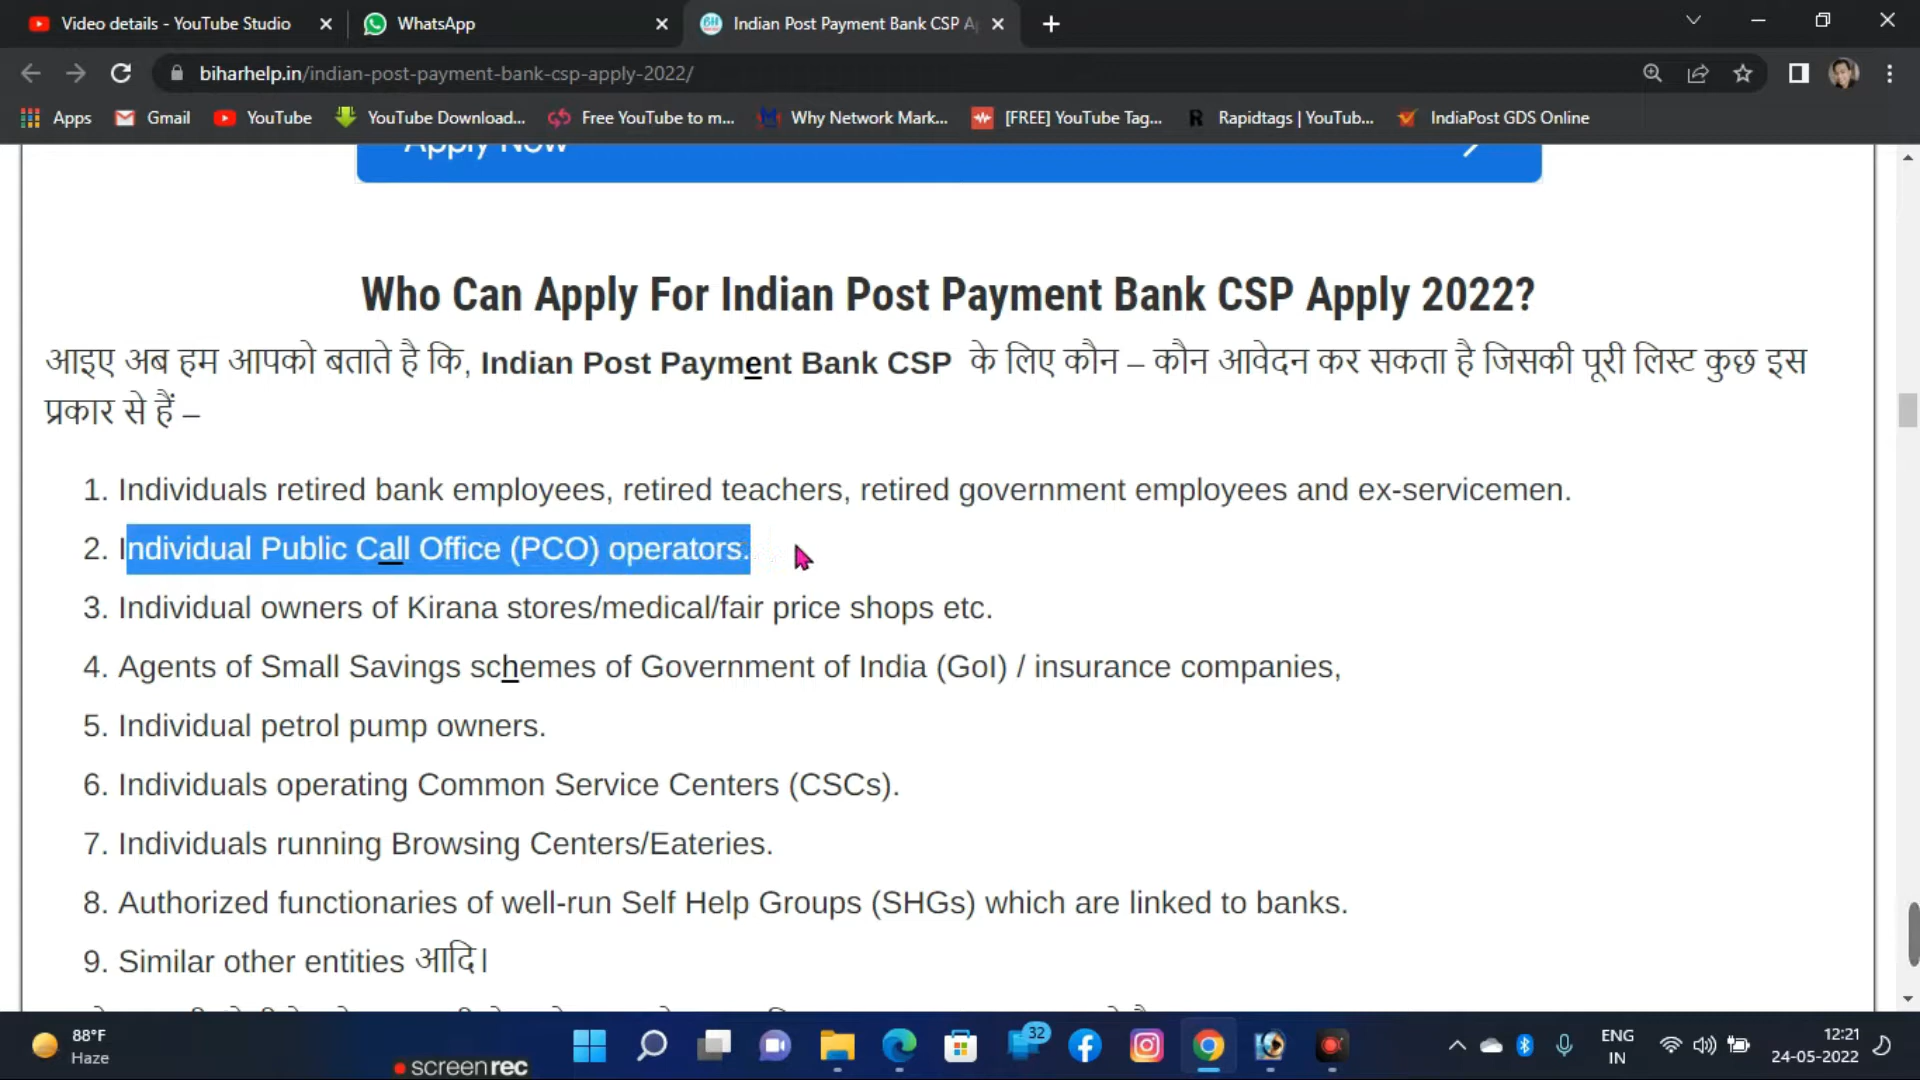 Video details - YouTube Studio
WhatsApp
Indian Post Payment Bank CSP A
biharhelp.in/indian-post-payment-bank-csp-apply-2022/
Apps
Gmail
YouTube
YouTube Download...
Free YouTube to m...
Why Network Mark...
[FREE] YouTube Tag...
Rapidtags | YouTub...
IndiaPost GDS Online
Apply Now
Who Can Apply For Indian Post Payment Bank CSP Apply 2022?
आइए अब हम आपको बताते है कि, Indian Post Payment Bank CSP के लिए कौन – कौन आवेदन कर सकता है जिसकी पूरी लिस्ट कुछ इस
प्रकार से हैं –
1. Individuals retired bank employees, retired teachers, retired government employees and ex-servicemen.
2. Individual Public Call Office (PCO) operators.
3. Individual owners of Kirana stores/medical/fair price shops etc.
4. Agents of Small Savings schemes of Government of India (GoI) / insurance companies,
5. Individual petrol pump owners.
6. Individuals operating Common Service Centers (CSCs).
7. Individuals running Browsing Centers/Eateries.
8. Authorized functionaries of well-run Self Help Groups (SHGs) which are linked to banks.
9. Similar other entities आदि।
88°F
Haze
screenrec
32
ENG
IN
12:21
24-05-2022